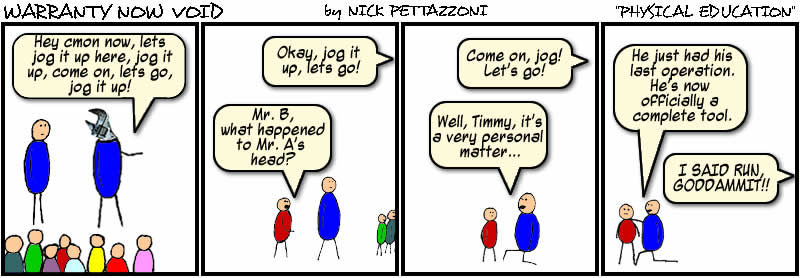 WARRANTY NOW VOID
by NICK PETTAZZONI
"PHYSICAL EDUCATION"
Hey cmon now, lets
jog it up here, jog it
up, come on, lets go,
jog it up!
Okay, jog it
up, lets go!
Mr. B,
what happened
to Mr. A's
head?
Come on, jog!
Let's go!
Well, Timmy, it's
a very personal
matter...
He just had his
last operation.
He's now
officially a
complete tool.
I SAID RUN,
GODDAMMIT!!